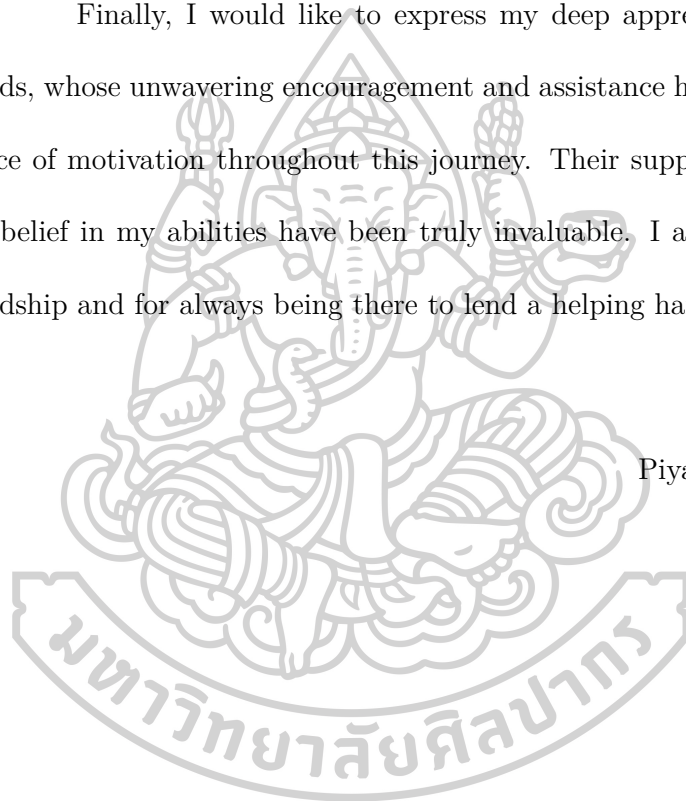 Finally, I would like to express my deep appre
ds, whose unwavering encouragement and assistance h
ce of motivation throughout this journey. Their supp
belief in my abilities have been truly invaluable. I a
dship and for always being there to lend a helping ha
Piya
มหาวิทยาลัยศิลปากร